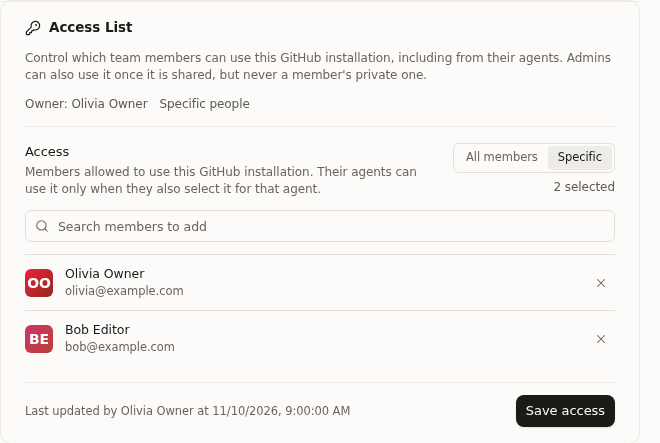 Access List
Control which team members can use this GitHub installation, including from their agents. Admins
can also use it once it is shared, but never a member's private one.
Owner: Olivia Owner Specific people
Access
Members allowed to use this GitHub installation. Their agents can
use it only when they also select it for that agent.
All members Specific
2 selected
Search members to add
OO
Olivia Owner
olivia@example.com
BE
Bob Editor
bob@example.com
Last updated by Olivia Owner at 11/10/2026, 9:00:00 AM
Save access